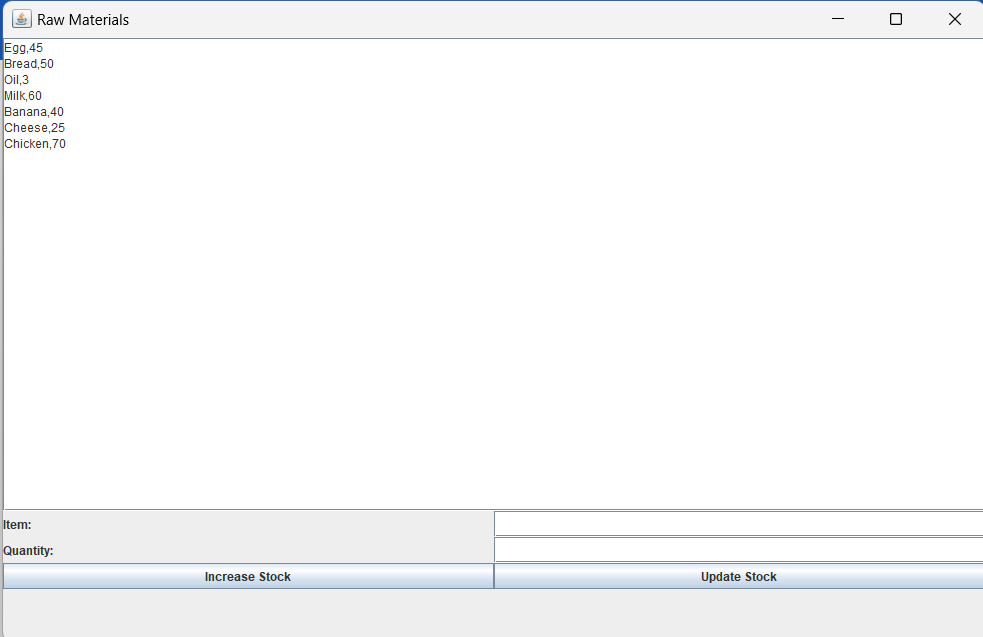 Raw Materials
Egg,45
Bread,50
Oil,3
Milk,60
Banana,40
Cheese,25
Chicken,70
Item:
Quantity:
Increase Stock
Update Stock